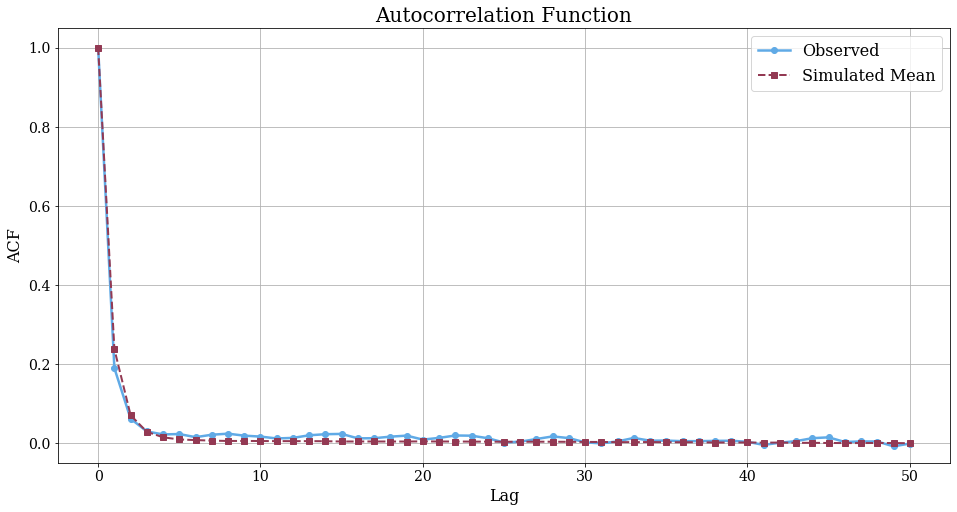 Autocorrelation Function
Observed
Simulated Mean
1.0
0.8
0.6
0.4
0.2
0.0
ACF
0 10 20 30 40 50
Lag